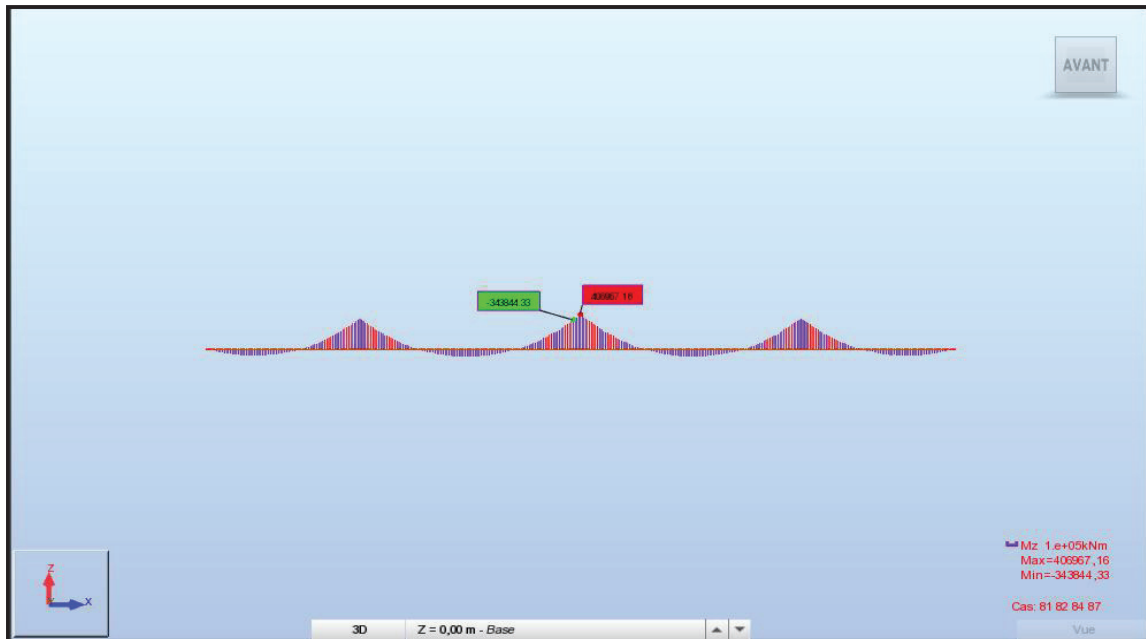 AVANT
-343844.33
406967.16
Mz 1.e+05kNm
Max=406967,16
Min=-343844,33
Cas: 81 82 84 87
Z
X
3D
Z = 0,00 m - Base
Vue